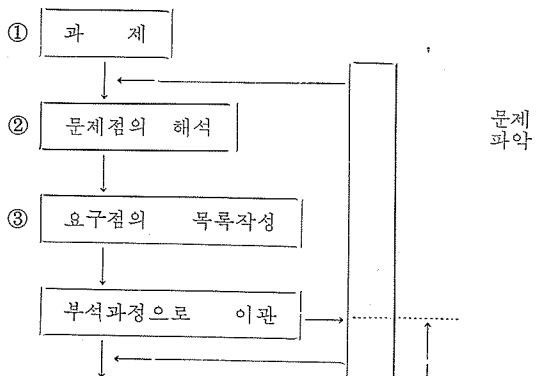 ① 과 제
② 문제점의 해석
문제
파악
③ 요구점의 목록작성
부석과정으로 이관